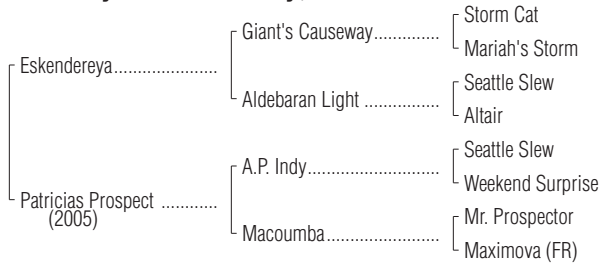 Storm Cat
Giant's Causeway..............
Mariah's Storm
Eskendereya......................
Seattle Slew
Aldebaran Light ................
Altair
Seattle Slew
A.P. Indy............................
Weekend Surprise
Patricias Prospect ............
(2005)
Mr. Prospector
Macoumba........................
Maximova (FR)